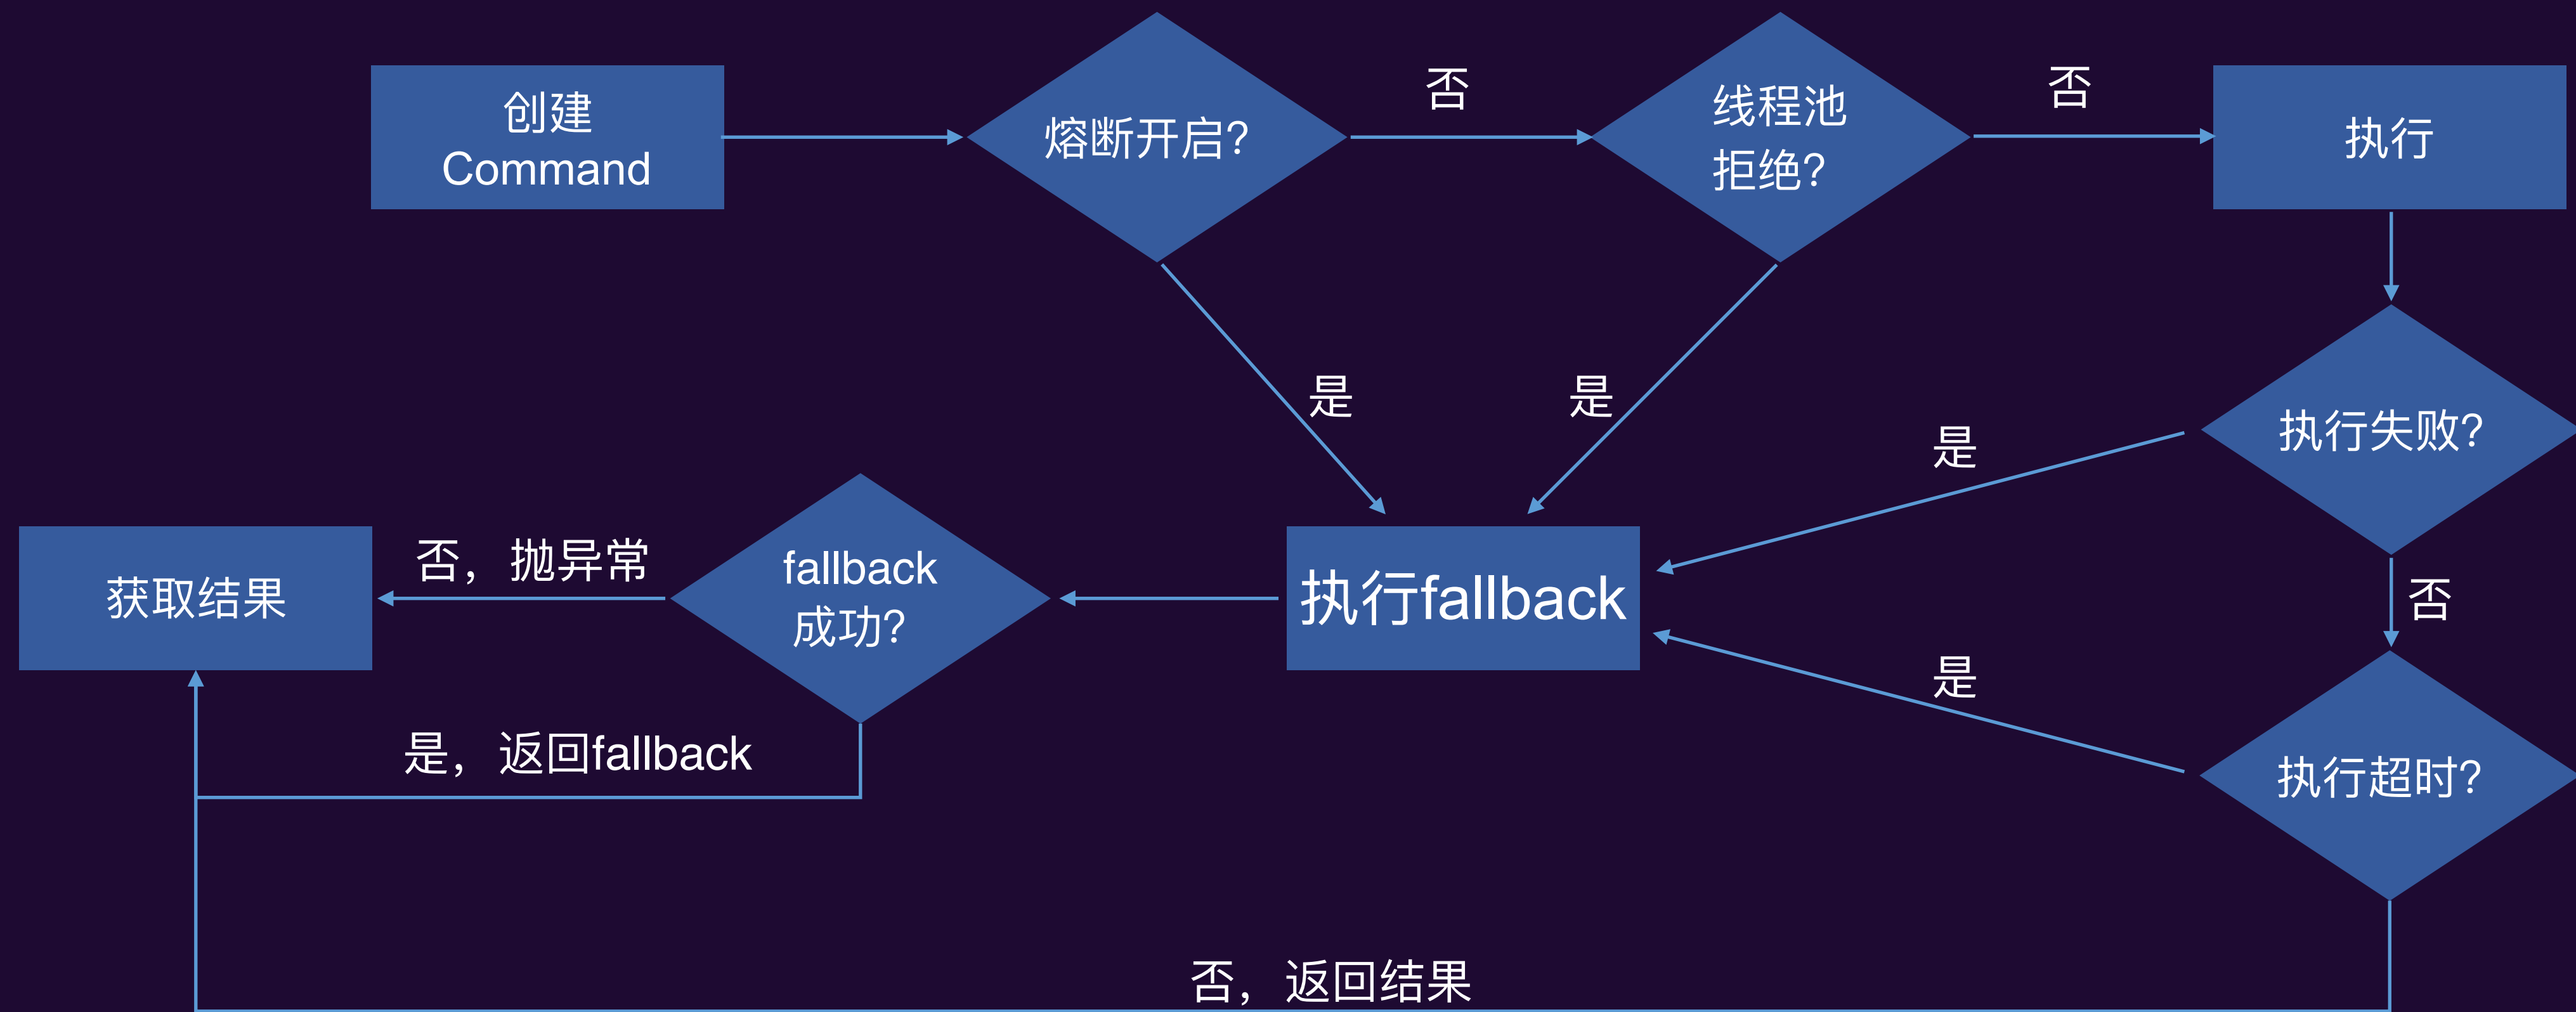 创建
Command
熔断开启?
否
线程池
拒绝?
否
执行
是
是
是
执行失败?
获取结果
否，抛异常
fallback
成功?
执行fallback
否
是
是，返回fallback
执行超时?
否，返回结果